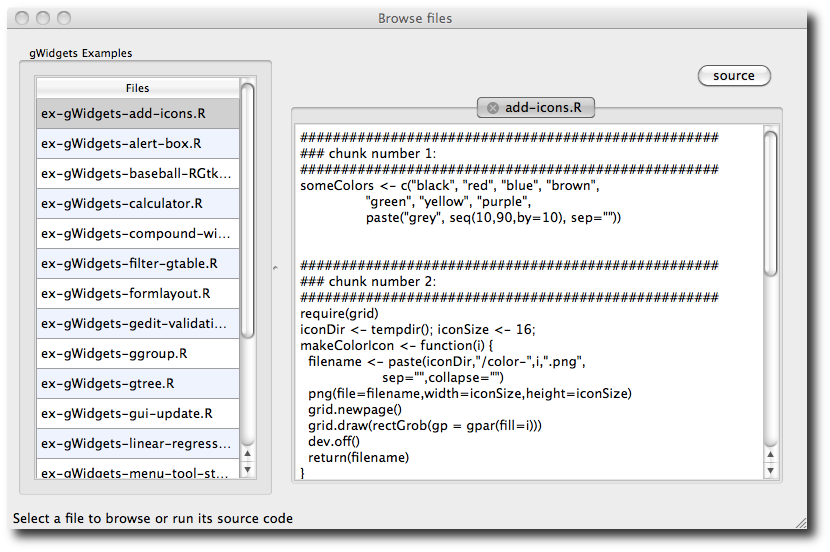 Browse files
gWidgets Examples
source
Files
ex-gWidgets-add-icons.R
ex-gWidgets-alert-box.R
ex-gWidgets-baseball-RGtk...
ex-gWidgets-calculator.R
ex-gWidgets-compound-wi...
ex-gWidgets-filter-gtable.R
ex-gWidgets-formlayout.R
ex-gWidgets-gedit-validati...
ex-gWidgets-ggroup.R
ex-gWidgets-gtree.R
ex-gWidgets-gui-update.R
ex-gWidgets-linear-regress...
ex-gWidgets-menu-tool-st...
add-icons.R
###################################################
### chunk number 1:
###################################################
someColors <- c("black", "red", "blue", "brown",
"green", "yellow", "purple",
paste("grey", seq(10,90,by=10), sep=""))
###################################################
### chunk number 2:
###################################################
require(grid)
iconDir <- tempdir(); iconSize <- 16;
makeColorIcon <- function(i) {
filename <- paste(iconDir,"/color-",i,".png",
sep="",collapse="")
png(file=filename,width=iconSize,height=iconSize)
grid.newpage()
grid.draw(rectGrob(gp = gpar(fill=i)))
dev.off()
return(filename)
}
Select a file to browse or run its source code